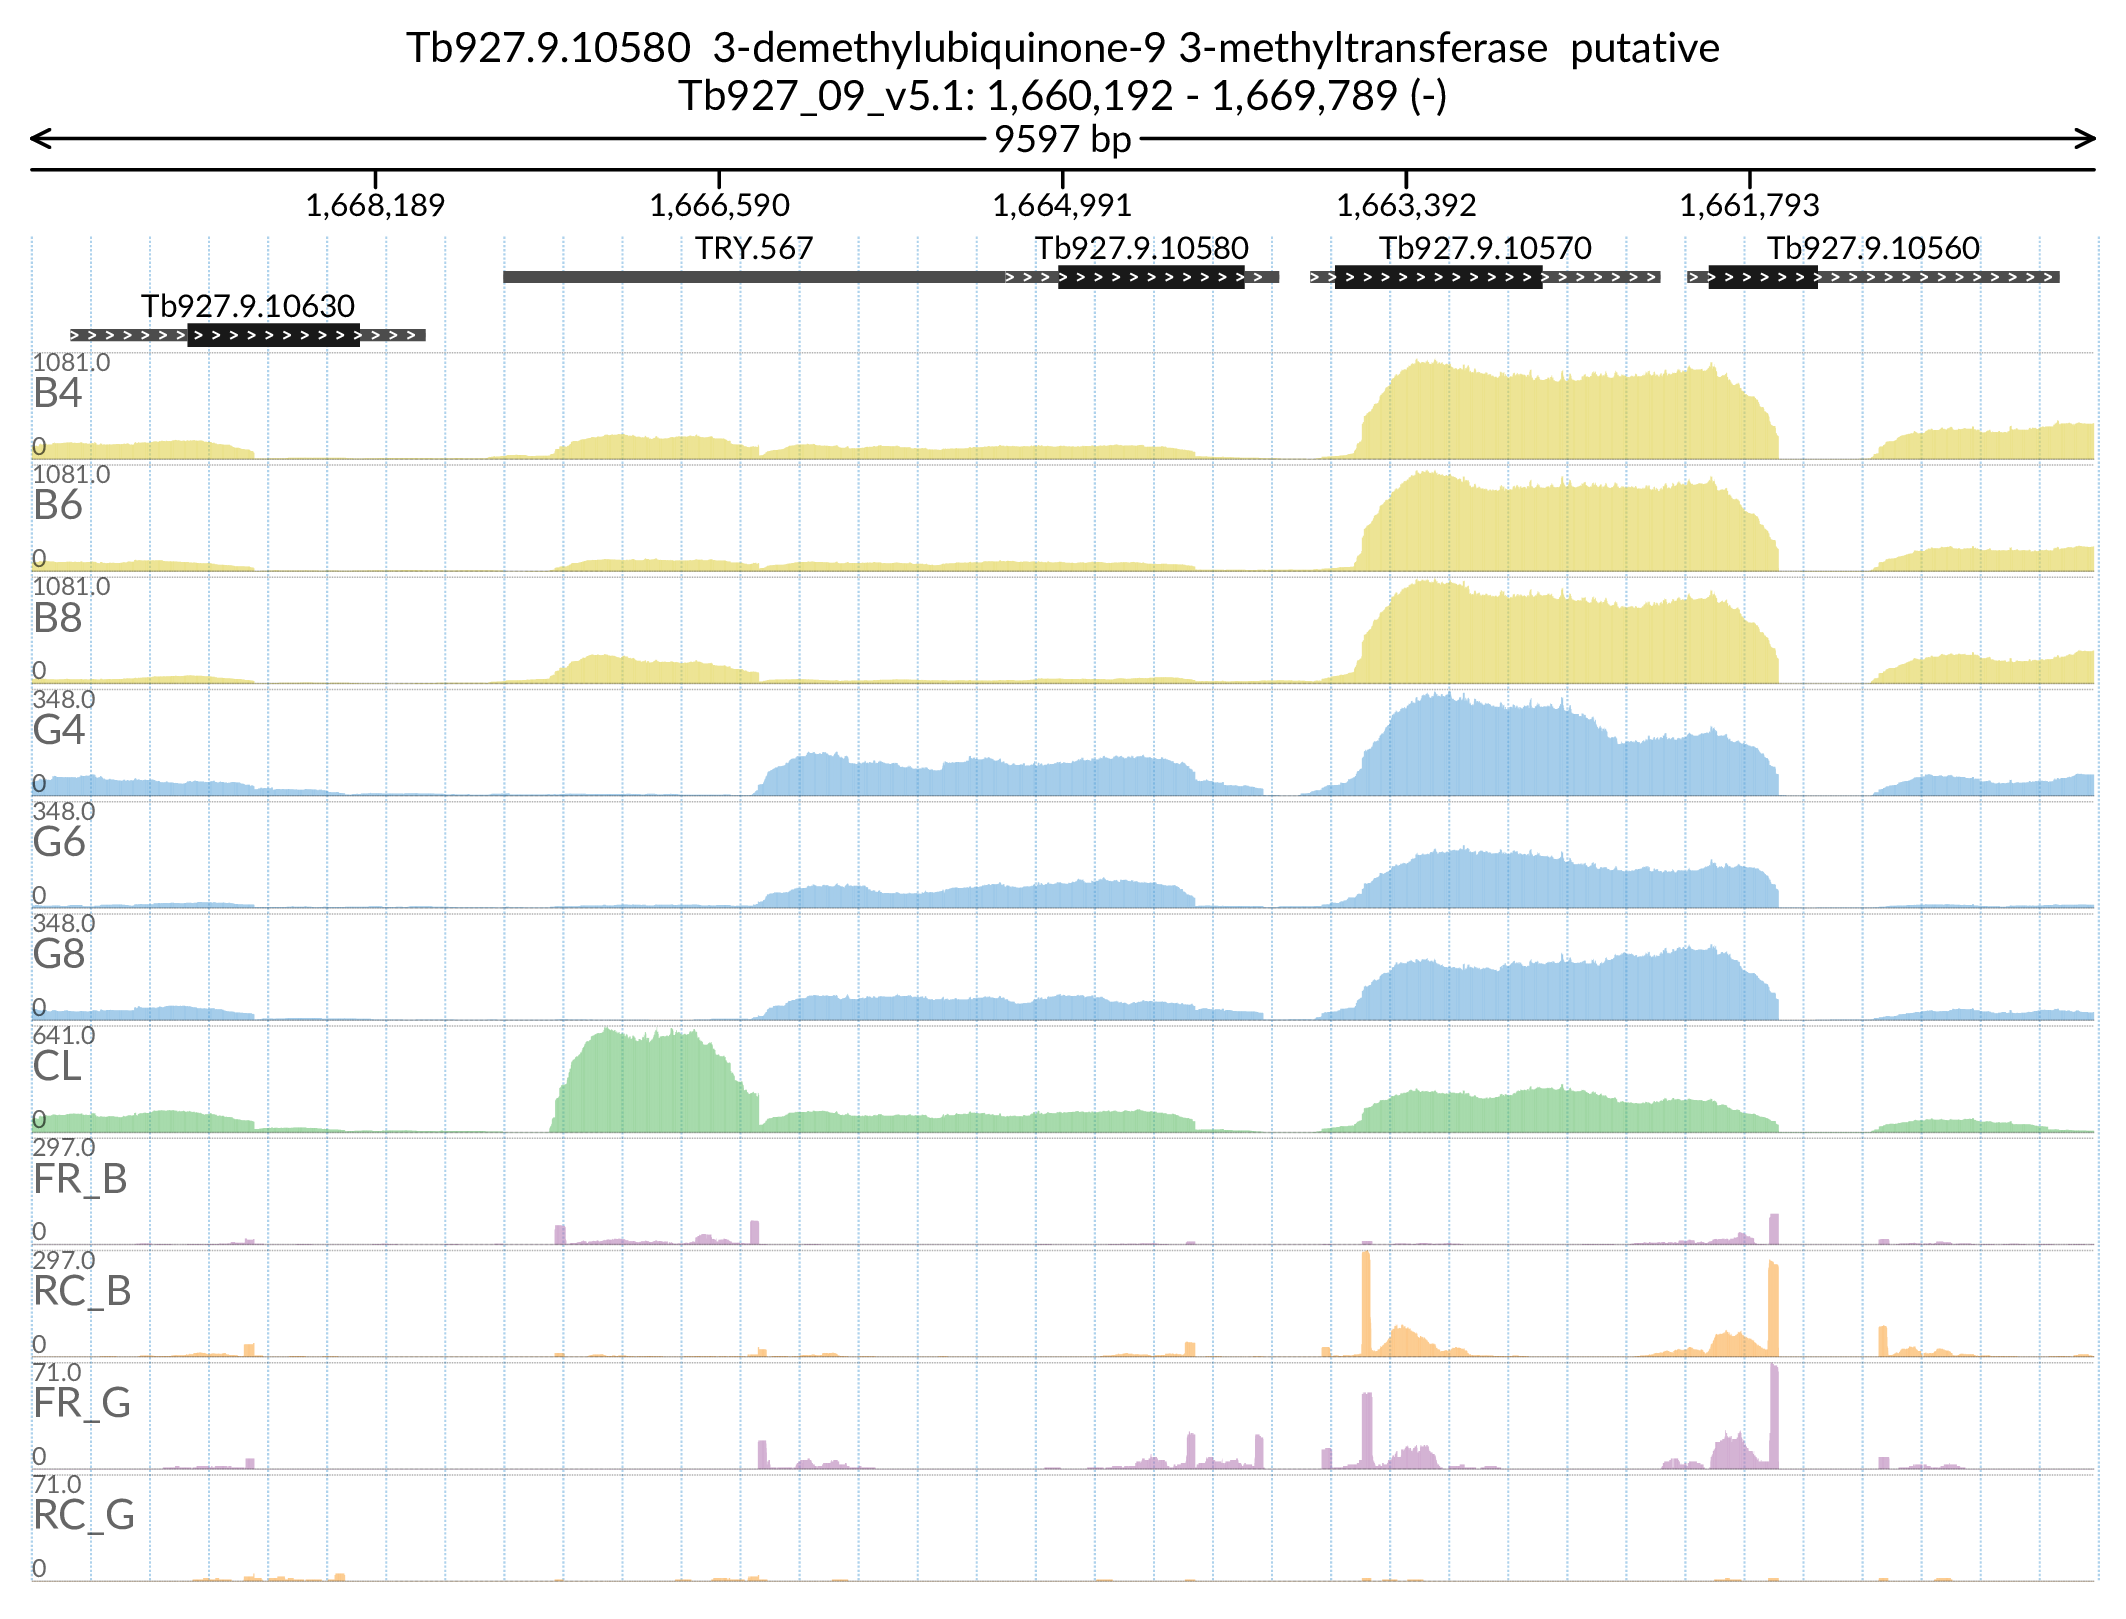 Tb927.9.10580 3-demethylubiquinone-9 3-methyltransferase putative
Tb927_09_v5.1: 1,660,192 - 1,669,789 (-)
9597 bp
1,668,189 1,666,590 1,664,991 1,663,392 1,661,793
TRY.567 Tb927.9.10580 Tb927.9.10570 Tb927.9.10560
Tb927.9.10630
1081.0
B4
0
1081.0
B6
0
1081.0
B8
0
348.0
G4
0
348.0
G6
0
348.0
G8
0
641.0
CL
0
297.0
FR_B
0
297.0
RC_B
0
71.0
FR_G
0
71.0
RC_G
0